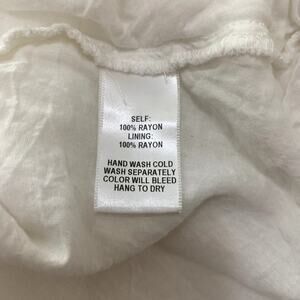 SELF:
100% RAYON
LINING:
100% RAYON
HAND WASH COLD
WASH SEPARATELY
COLOR WILL BLEED
HANG TO DRY